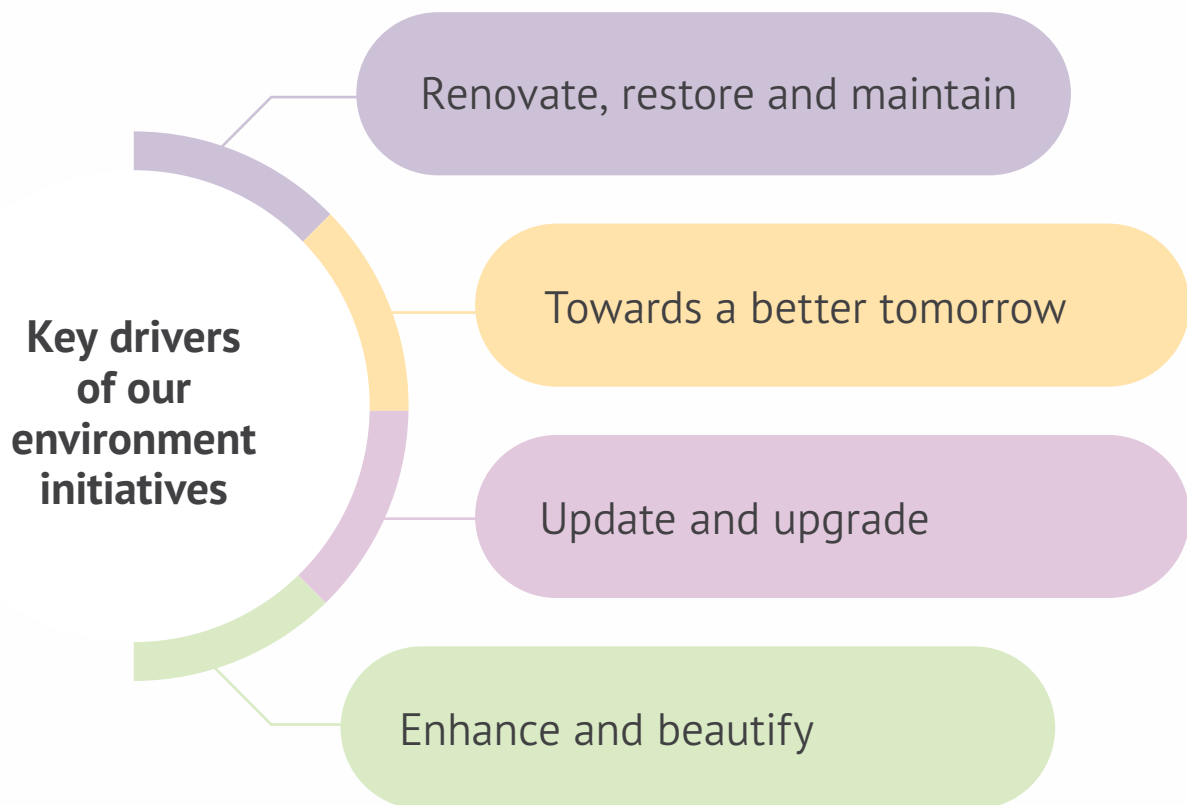 Key drivers
of our
environment
initiatives
Renovate, restore and maintain
Towards a better tomorrow
Update and upgrade
Enhance and beautify